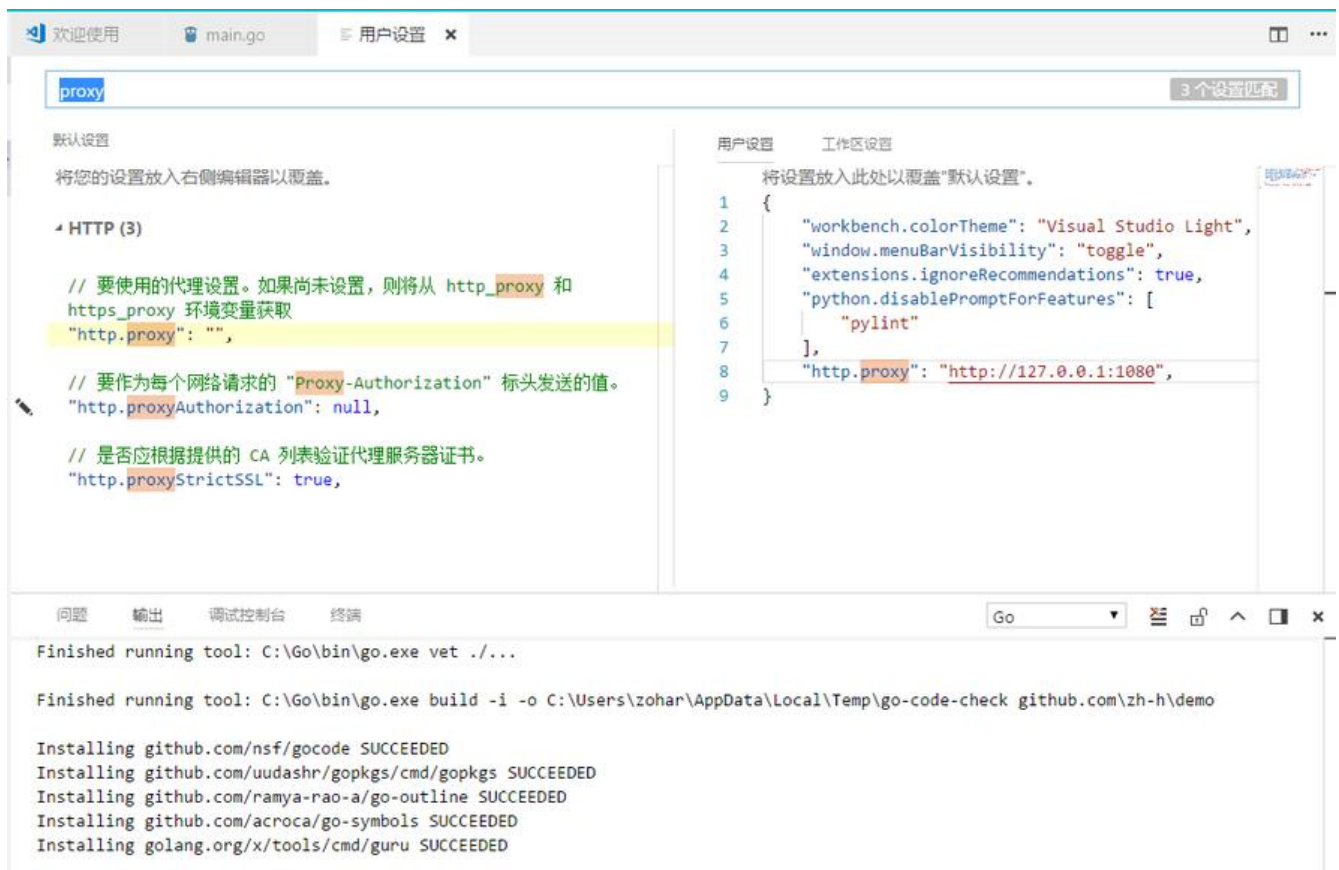 欢迎使用
main.go
用户设置
proxy
3 个设置匹配
默认设置
将您的设置放入右侧编辑器以覆盖。
HTTP (3)
// 要使用的代理设置。如果尚未设置，则将从 http_proxy 和
https_proxy 环境变量获取
"http.proxy": "",
// 要作为每个网络请求的 "Proxy-Authorization" 标头发送的值。
"http.proxyAuthorization": null,
// 是否应根据提供的 CA 列表验证代理服务器证书。
"http.proxyStrictSSL": true,
用户设置
工作区设置
将设置放入此处以覆盖"默认设置"。
1 {
2 "workbench.colorTheme": "Visual Studio Light",
3 "window.menuBarVisibility": "toggle",
4 "extensions.ignoreRecommendations": true,
5 "python.disablePromptForFeatures": [
6 "pylint"
7 ],
8 "http.proxy": "http://127.0.0.1:1080",
9 }
问题 输出 调试控制台 终端
Go
Finished running tool: C:\Go\bin\go.exe vet ./...
Finished running tool: C:\Go\bin\go.exe build -i -o C:\Users\zohar\AppData\Local\Temp\go-code-check github.com\zh-h\demo
Installing github.com/nsf/gocode SUCCEEDED
Installing github.com/uudashr/gopkgs/cmd/gopkgs SUCCEEDED
Installing github.com/ramya-rao-a/go-outline SUCCEEDED
Installing github.com/acroca/go-symbols SUCCEEDED
Installing golang.org/x/tools/cmd/guru SUCCEEDED